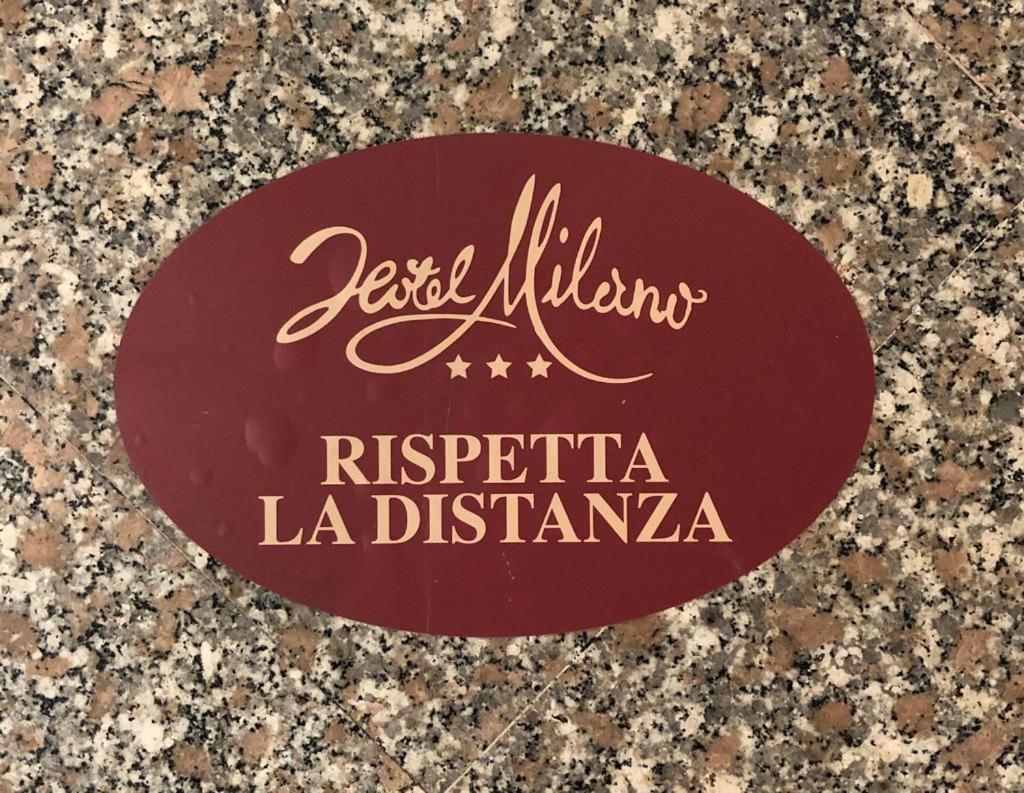 Hotel Milano
RISPETTA
LA DISTANZA